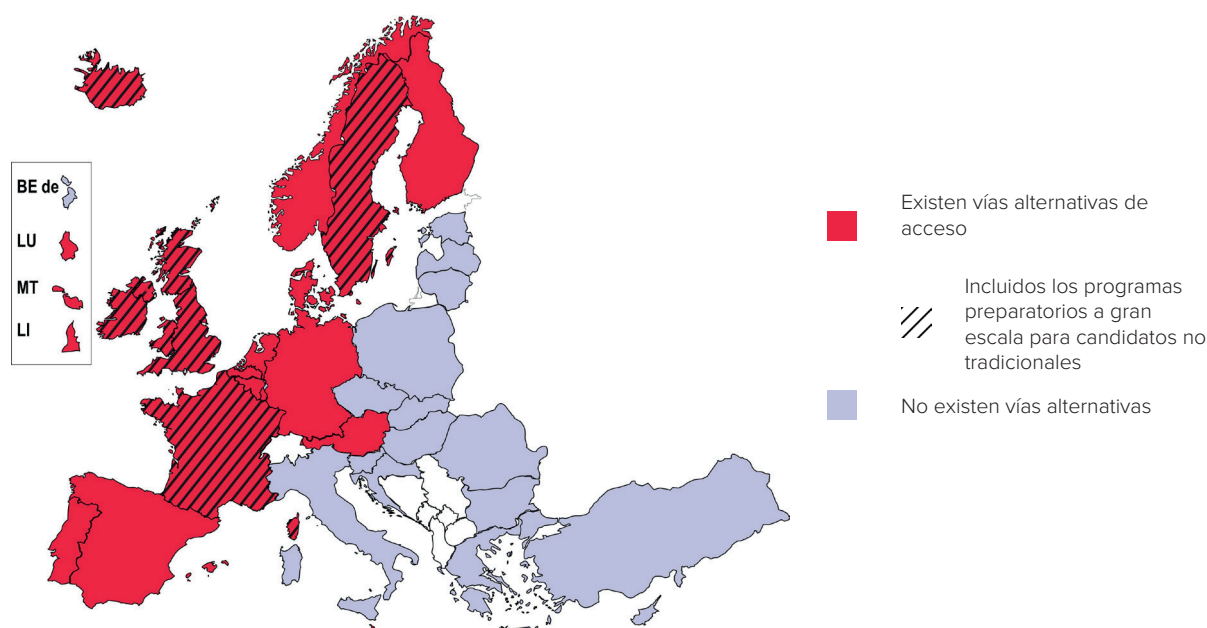 BE de
LU
MT
LI
Existen vías alternativas de
acceso
Incluidos los programas
preparatorios a gran
escala para candidatos no
tradicionales
No existen vías alternativas